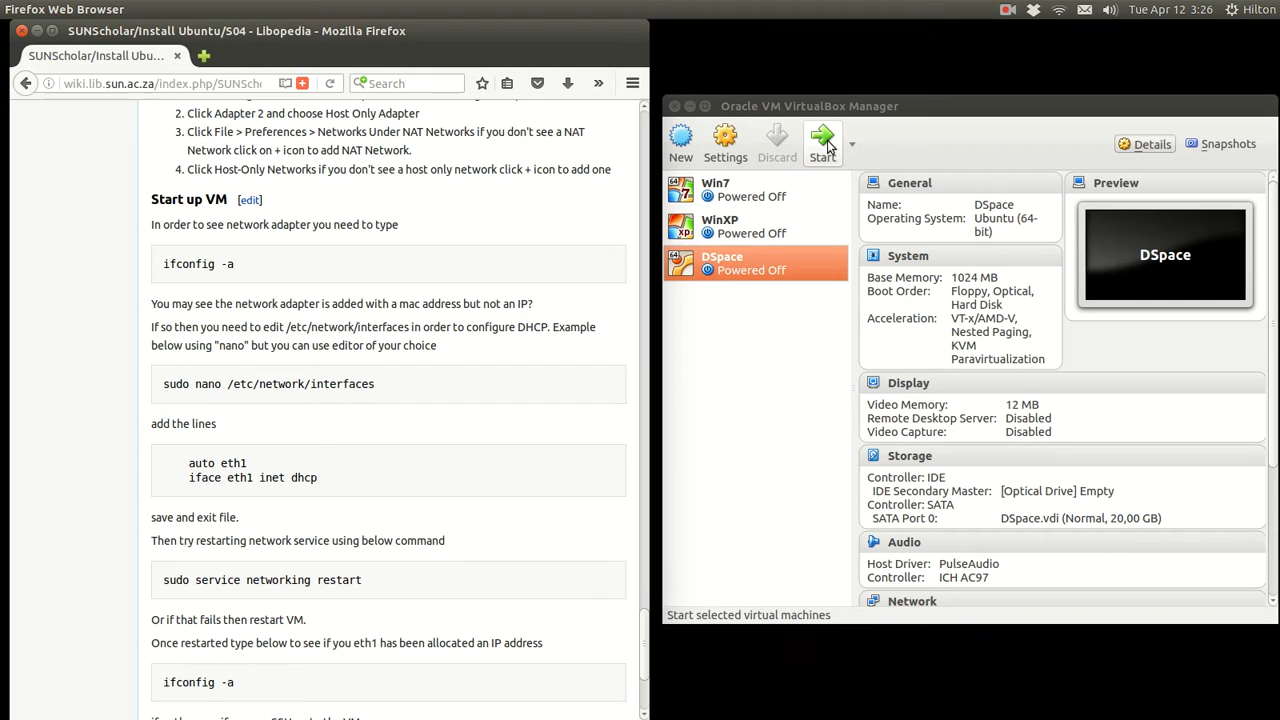 Firefox Web Browser
Tue Apr 12 3:26
Hilton
SUNScholar/Install Ubuntu/S04 - Libopedia - Mozilla Firefox
SUNScholar/Install Ubu...
wiki.lib.sun.ac.za/index.php/SUNSch
Search
2. Click Adapter 2 and choose Host Only Adapter
3. Click File > Preferences > Networks Under NAT Networks if you don't see a NAT
Network click on + icon to add NAT Network.
4. Click Host-Only Networks if you don't see a host only network click + icon to add one
Start up VM [edit]
In order to see network adapter you need to type
ifconfig -a
You may see the network adapter is added with a mac address but not an IP?
If so then you need to edit /etc/network/interfaces in order to configure DHCP. Example
below using "nano" but you can use editor of your choice
sudo nano /etc/network/interfaces
add the lines
auto eth1
iface eth1 inet dhcp
save and exit file.
Then try restarting network service using below command
sudo service networking restart
Or if that fails then restart VM.
Once restarted type below to see if you eth1 has been allocated an IP address
ifconfig -a
Oracle VM VirtualBox Manager
New
Settings
Discard
Start
Details
Snapshots
Win7
Powered Off
WinXP
Powered Off
DSpace
Powered Off
General
Name: DSpace
Operating System: Ubuntu (64-
bit)
System
Base Memory: 1024 MB
Boot Order: Floppy, Optical,
Hard Disk
Acceleration: VT-x/AMD-V,
Nested Paging,
KVM
Paravirtualization
Preview
DSpace
Display
Video Memory: 12 MB
Remote Desktop Server: Disabled
Video Capture: Disabled
Storage
Controller: IDE
IDE Secondary Master: [Optical Drive] Empty
Controller: SATA
SATA Port 0: DSpace.vdi (Normal, 20,00 GB)
Audio
Host Driver: PulseAudio
Controller: ICH AC97
Network
Start selected virtual machines